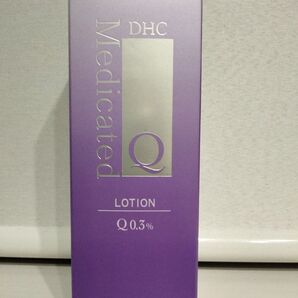 DHC
Medicated
Q
LOTION
Q 0.3%